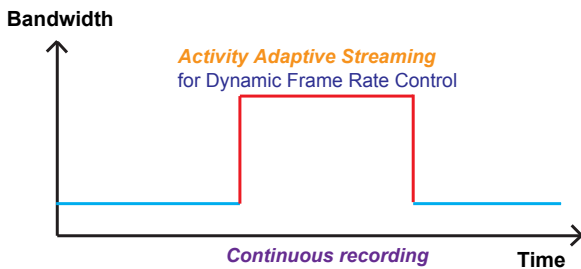 Bandwidth
Activity Adaptive Streaming
for Dynamic Frame Rate Control
Continuous recording
Time